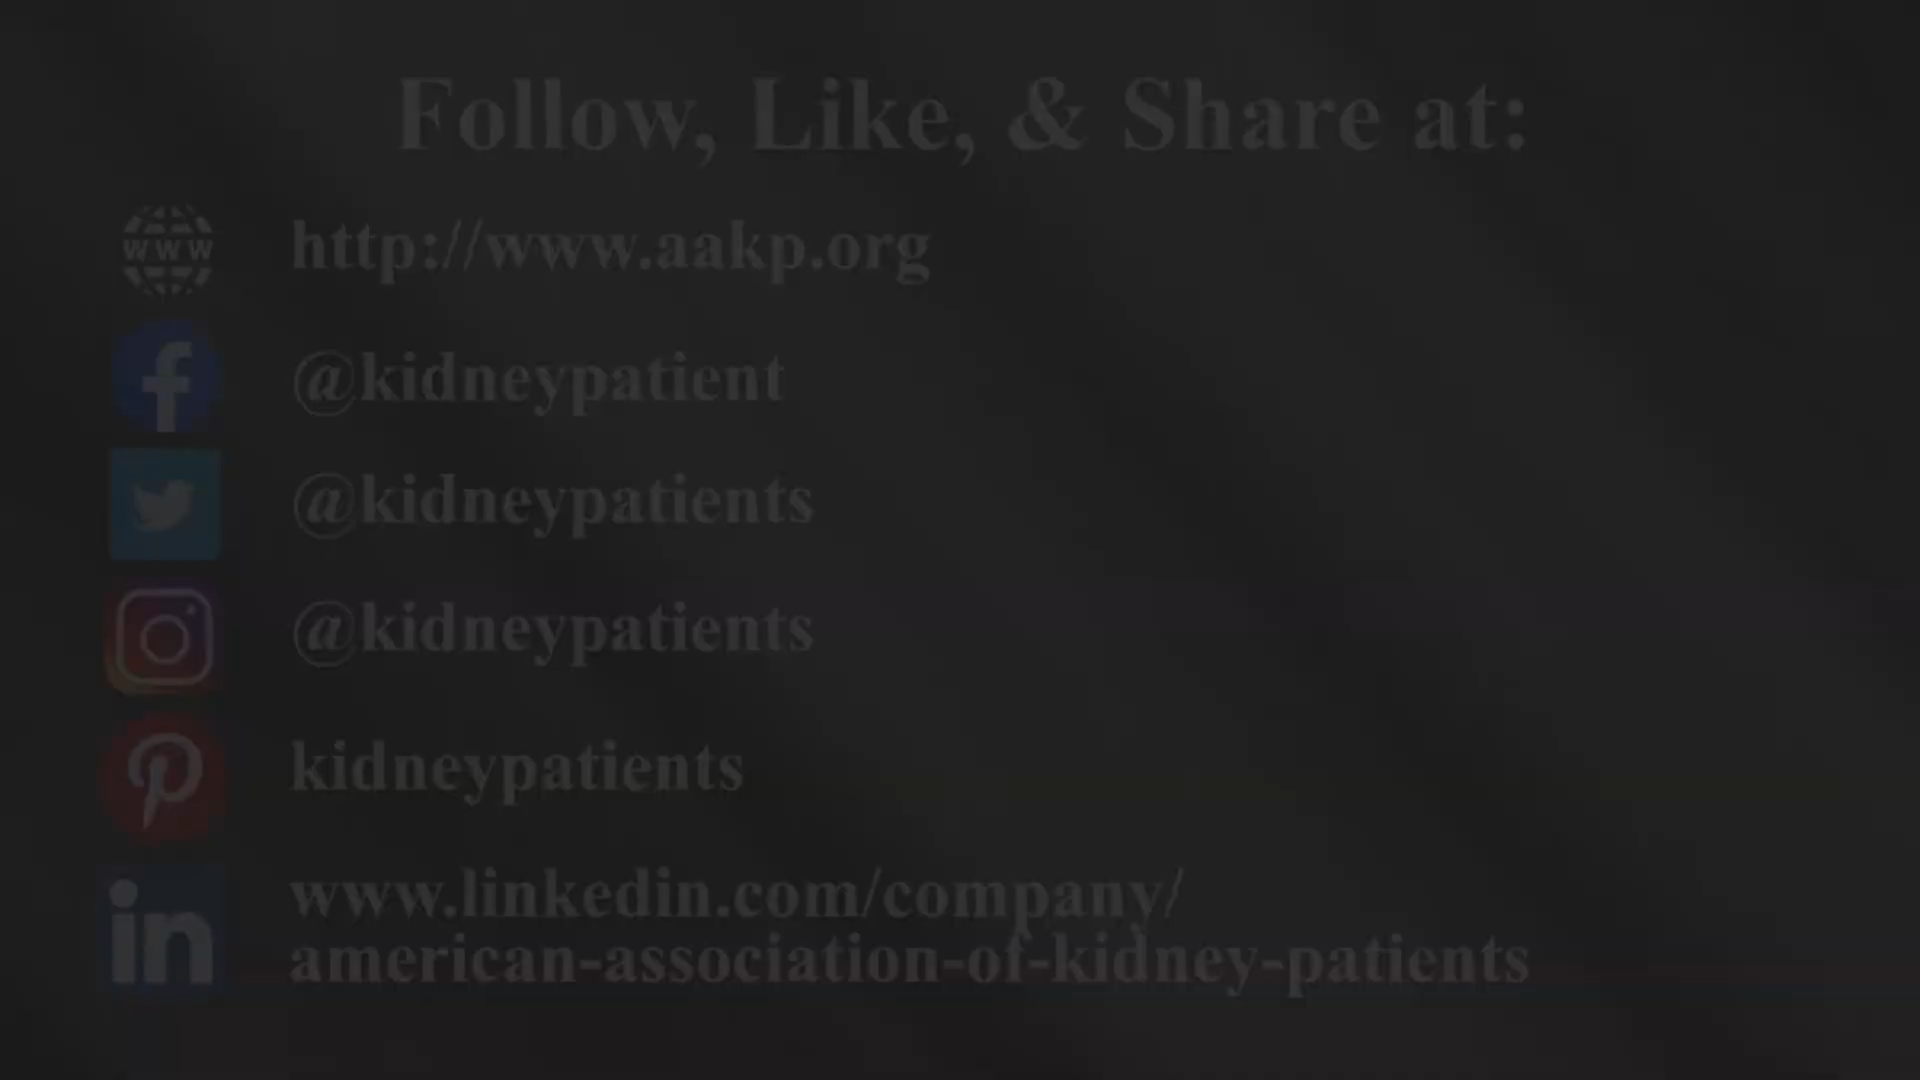 Follow, Like, & Share at:
WWW
http://www.aakp.org
@kidneypatient
@kidneypatients
@kidneypatients
kidneypatients
www.linkedin.com/company/
american-association-of-kidney-patients